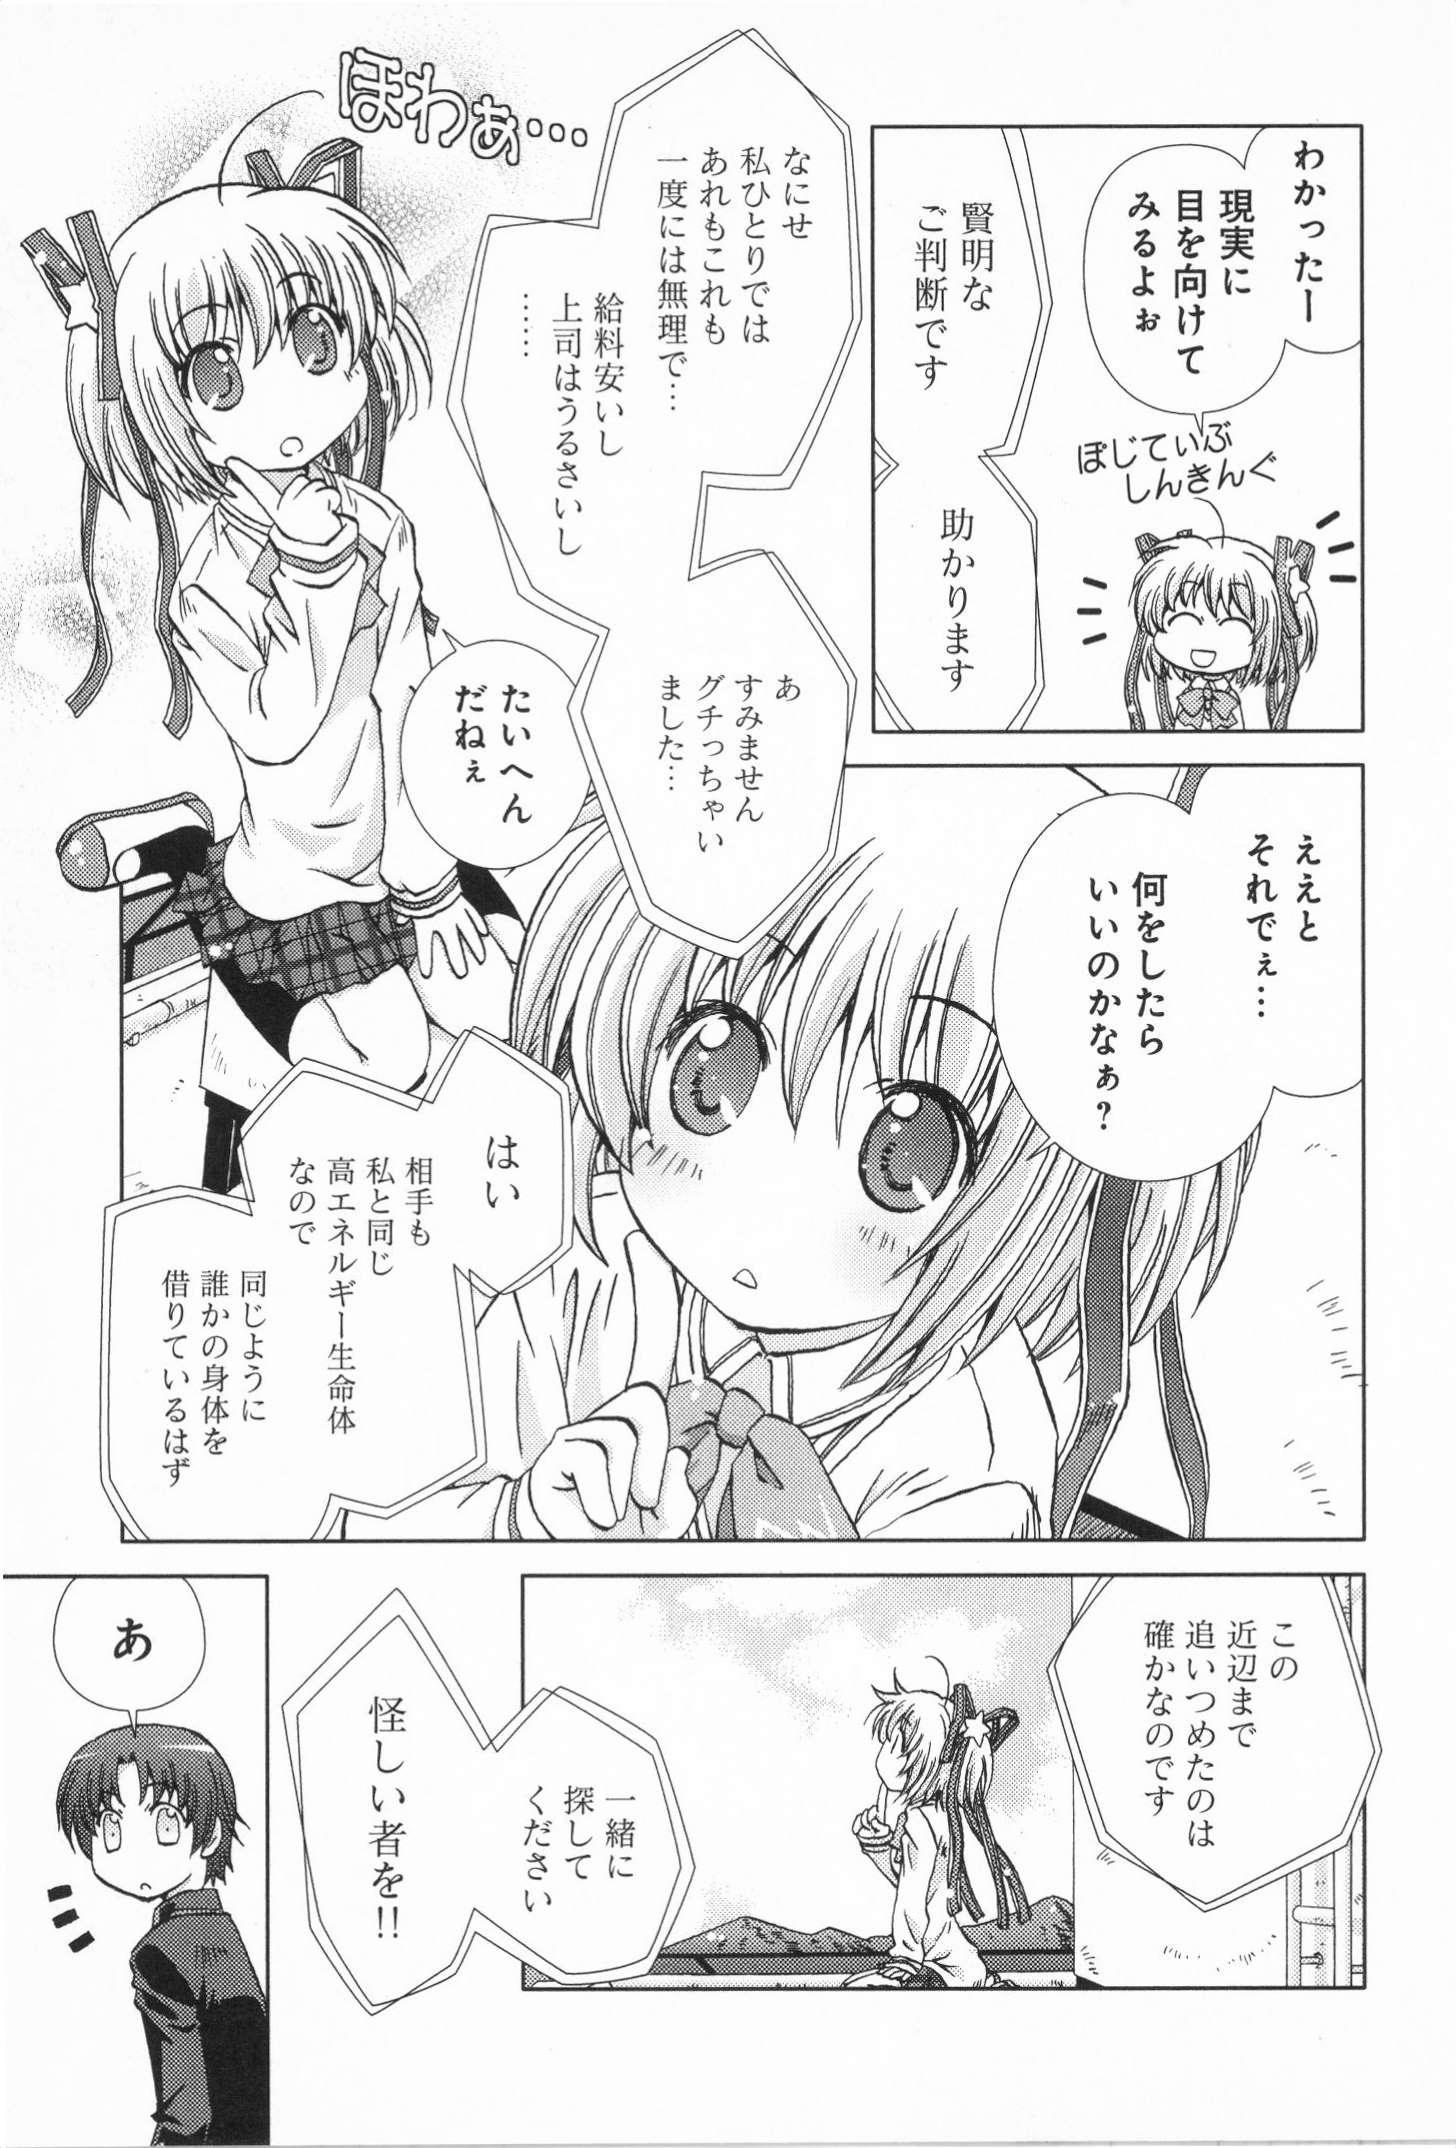 わかったー
現実に
目を向けて
みるよぉ
ぽじてぃぶ
しんきんぐ
賢明な
ご判断です
助かります
なにせ
私ひとりでは
あれもこれも
一度には無理で…
給料安いし
上司はうるさいし
……
あ
すみません
グチっちゃい
ました…
ほわぁ…
たいへん
だねぇ
ええと
それでぇ…
何をしたら
いいのかなぁ？
はい
相手も
私と同じ
高エネルギー生命体
なので
同じように
誰かの身体を
借りているはず
この
近辺まで
追いつめたのは
確かなのです
一緒に
探して
ください
怪しい者を!!
あ